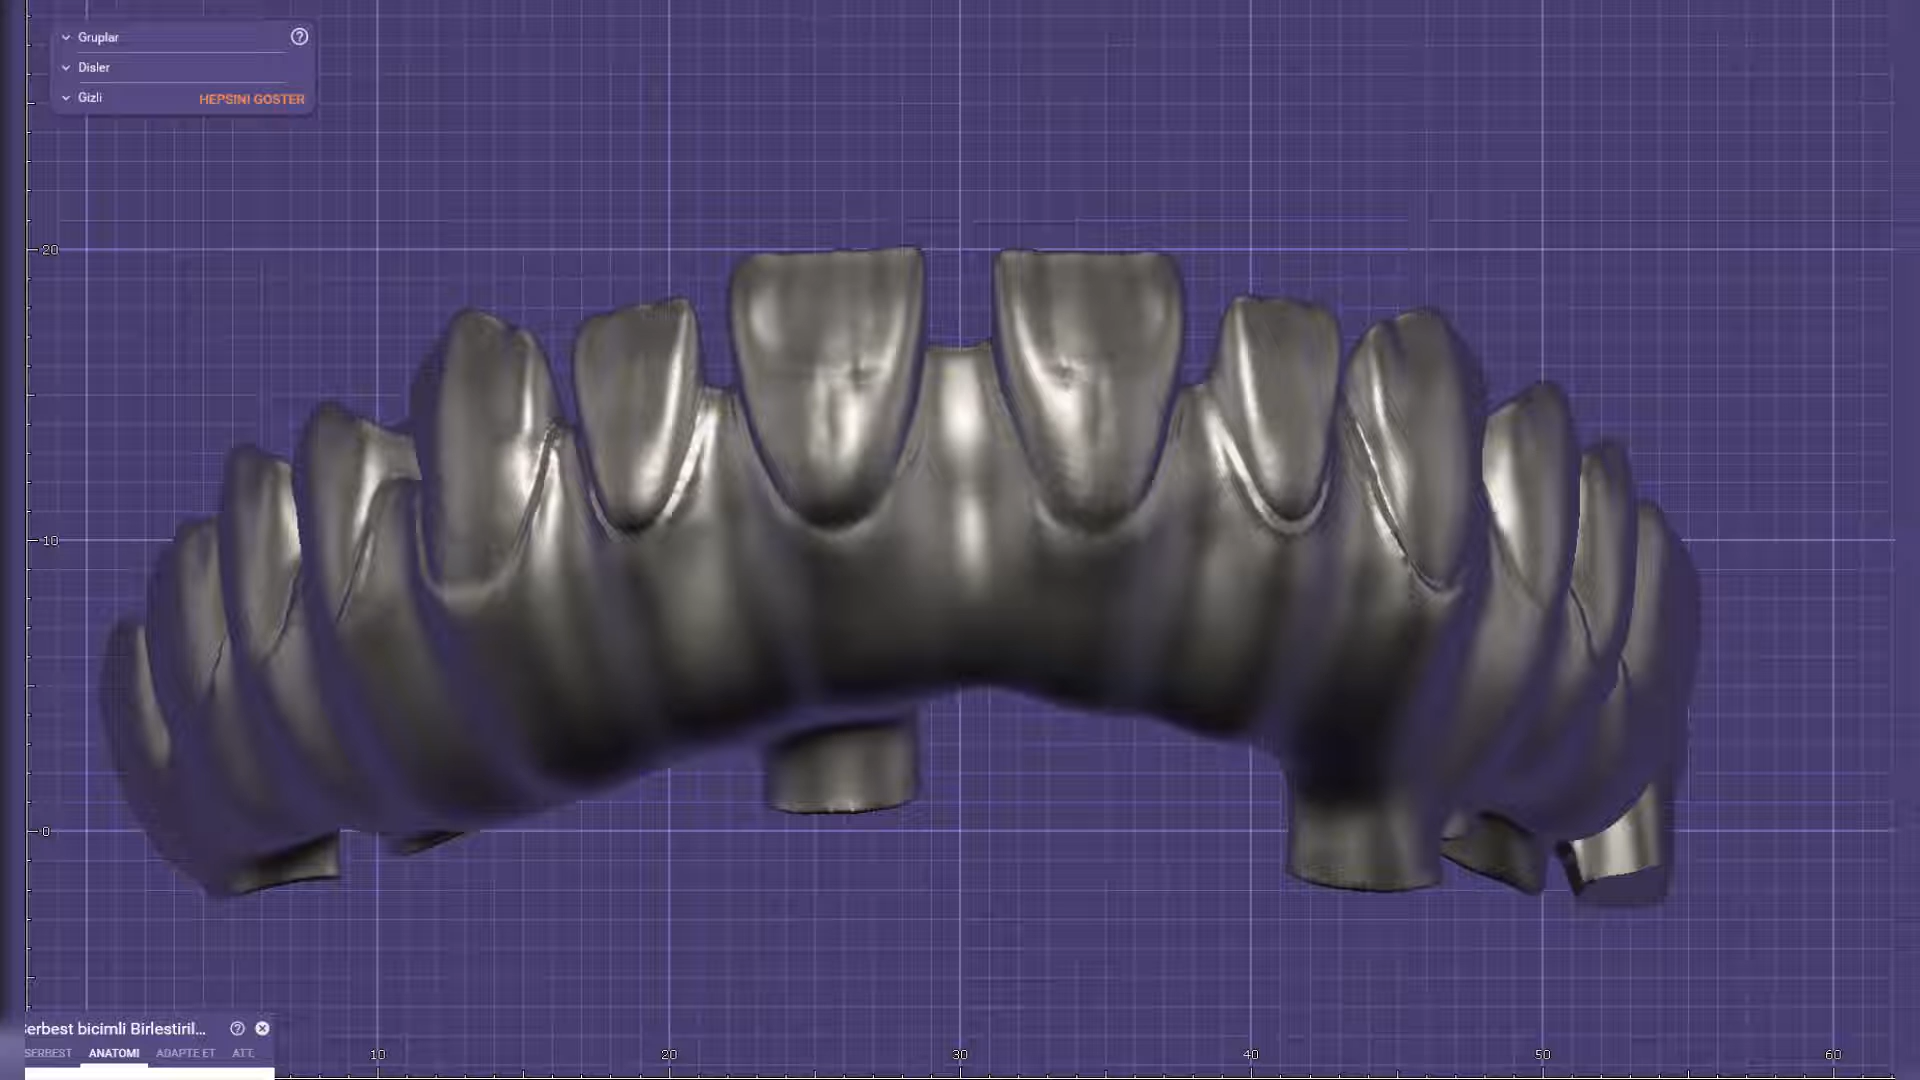 Gruplar
Disler
Gizli HEPSINI GOSTER
20
10
0
erbest bicimli Birlestiril...
SERBEST ANATOMI ADAPTE ET ATT.
10 20 30 40 50 60